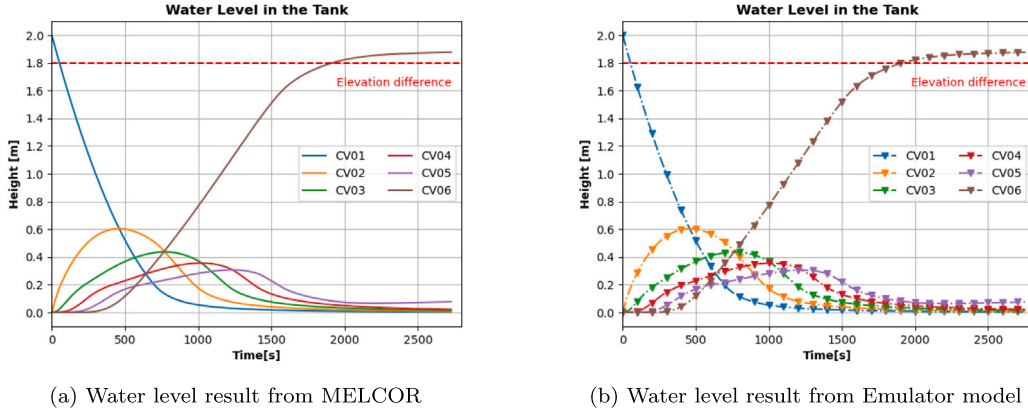 Water Level in the Tank
2.0
1.8
1.6
1.4
1.2
1.0
0.8
0.6
0.4
0.2
0.0
Height [m]
Elevation difference
CV01 CV04
CV02 CV05
CV03 CV06
0 500 1000 1500 2000 2500
Time[s]
(a) Water level result from MELCOR
Water Level in the Tank
2.0
1.8
1.6
1.4
1.2
1.0
0.8
0.6
0.4
0.2
0.0
Height [m]
Elevation difference
CV01 CV04
CV02 CV05
CV03 CV06
0 500 1000 1500 2000 2500
Time[s]
(b) Water level result from Emulator model